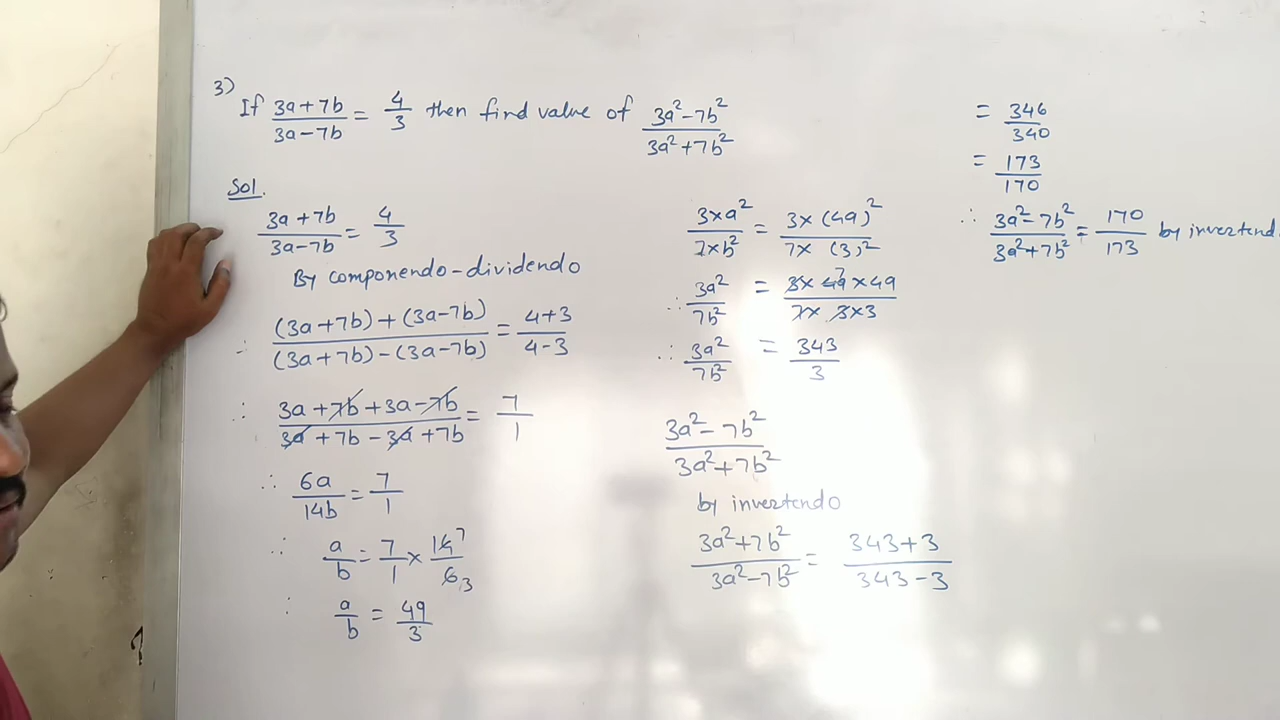 3)
If (3a+7b)/(3a-7b) = 4/3 then find value of (3a²-7b²)/(3a²+7b²)
Sol.
(3a+7b)/(3a-7b) = 4/3
By componendo-dividendo
∴ ((3a+7b)+(3a-7b))/((3a+7b)-(3a-7b)) = (4+3)/(4-3)
∴ (3a+7b+3a-7b)/(3a+7b-3a+7b) = 7/1
∴ 6a/14b = 7/1
∴ a/b = 7/1 × 14 7/6 3
∴ a/b = 49/3
(3×a²)/(7×b²) = (3×(49)²)/(7×(3)²)
∴ 3a²/7b² = (3×49 7×49)/(7×3×3)
∴ 3a²/7b² = 343/3
(3a²-7b²)/(3a²+7b²)
by invertendo
(3a²+7b²)/(3a²-7b²) = (343+3)/(343-3)
= 346/340
= 173/170
∴ (3a²-7b²)/(3a²+7b²) = 170/173 by invertend